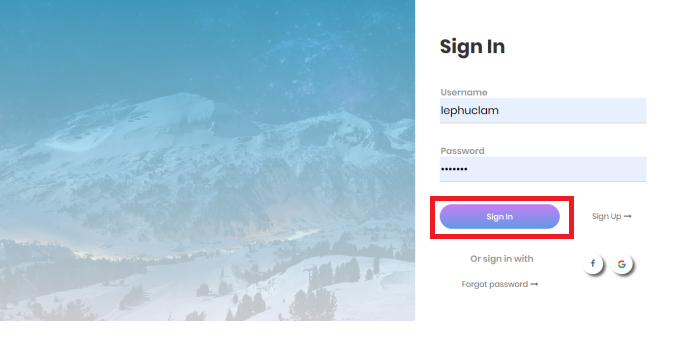 Sign In
Username
lephuclam
Password
•••••••
Sign In
Sign Up →
Or sign in with
f G
Forgot password →